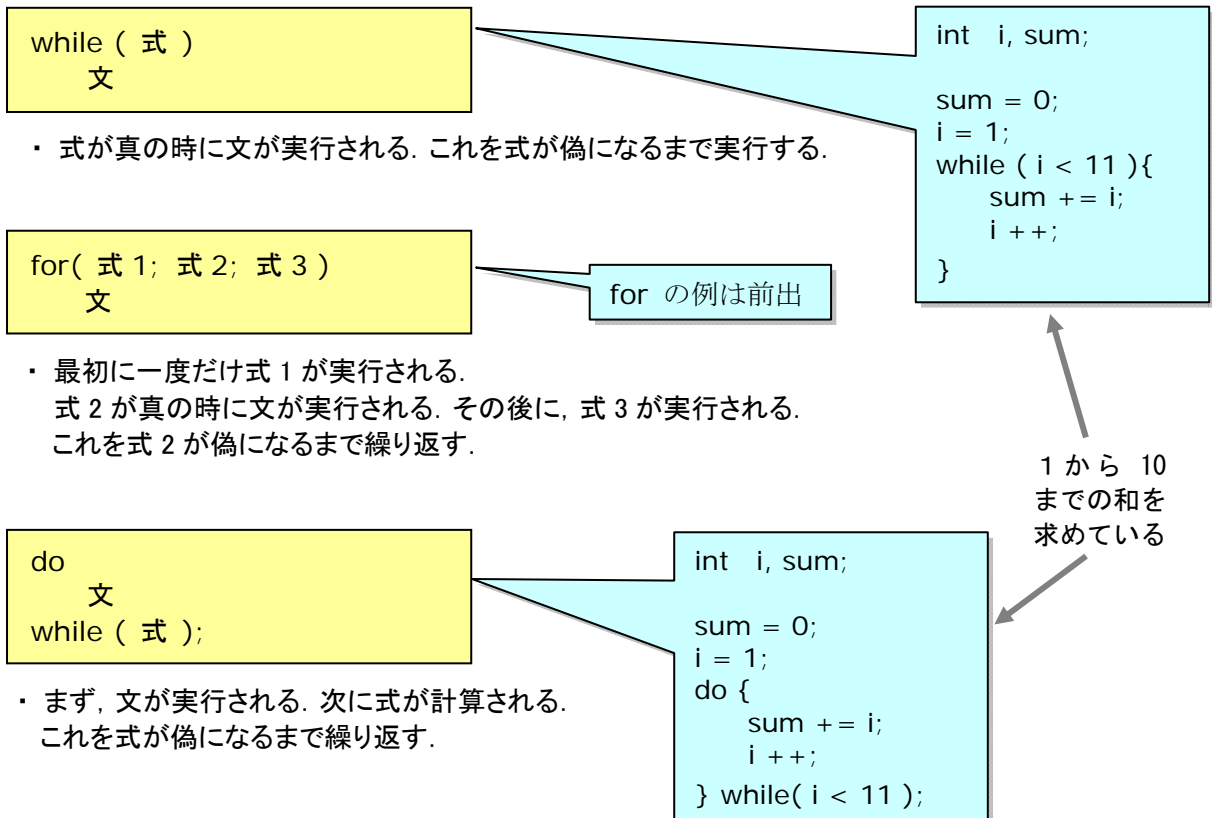 while ( 式 )
文
int i, sum;
sum = 0;
i = 1;
while ( i < 11 ){
sum += i;
i ++;
}
・ 式が真の時に文が実行される. これを式が偽になるまで実行する.
for( 式 1; 式 2; 式 3 )
文
for の例は前出
・ 最初に一度だけ式 1 が実行される.
式 2 が真の時に文が実行される. その後に, 式 3 が実行される.
これを式 2 が偽になるまで繰り返す.
1 から 10
までの和を
求めている
do
文
while ( 式 );
int i, sum;
sum = 0;
i = 1;
do {
sum += i;
i ++;
} while( i < 11 );
・ まず, 文が実行される. 次に式が計算される.
これを式が偽になるまで繰り返す.